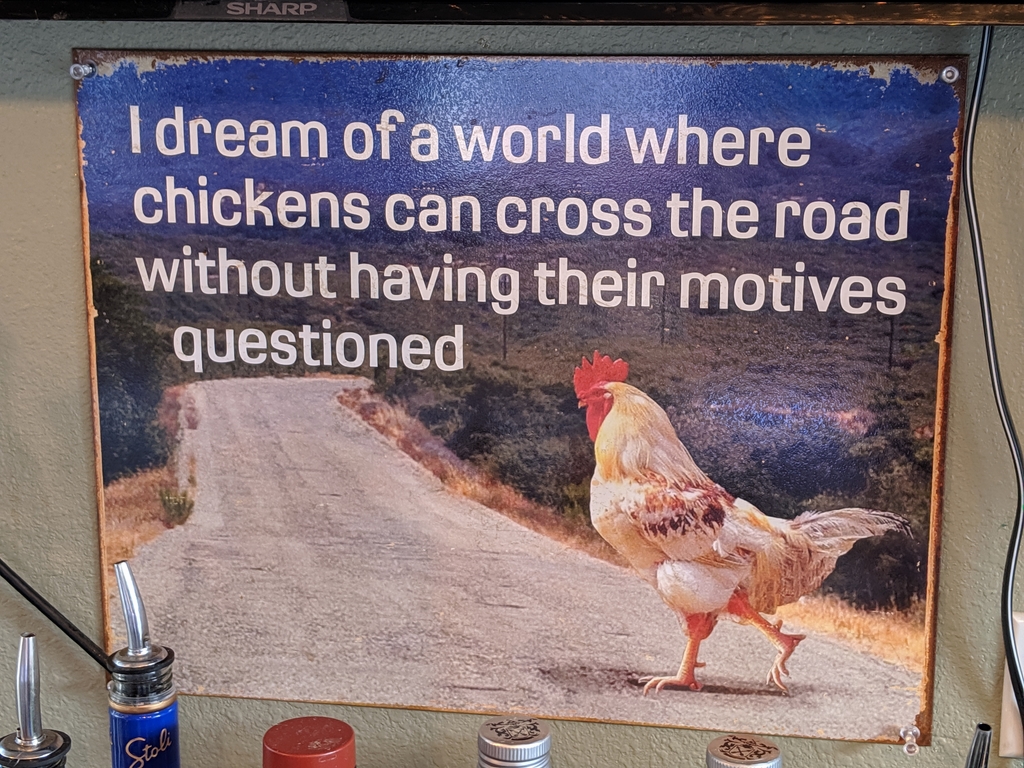 SHARP
I dream of a world where
chickens can cross the road
without having their motives
questioned
Stoli